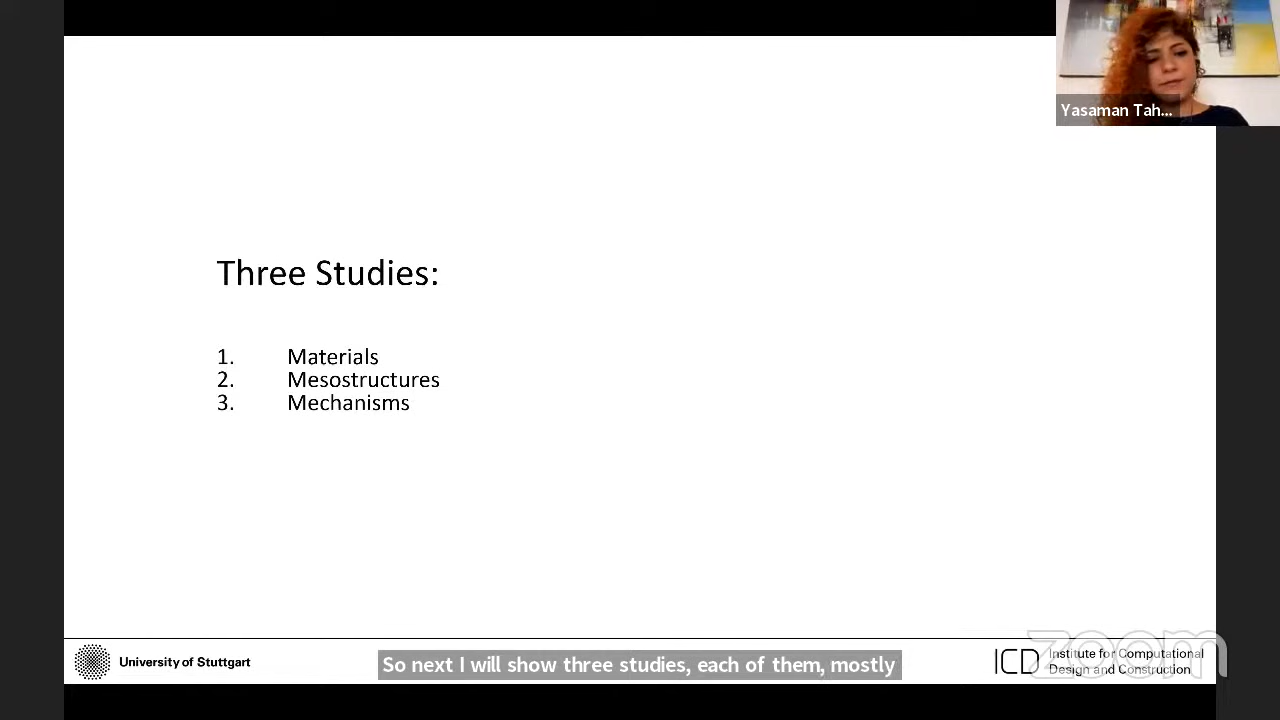 Yasaman Tah...
Three Studies:
1. Materials
2. Mesostructures
3. Mechanisms
University of Stuttgart
So next I will show three studies, each of them, mostly
ICD
Institute for Computational
Design and Construction
zoom